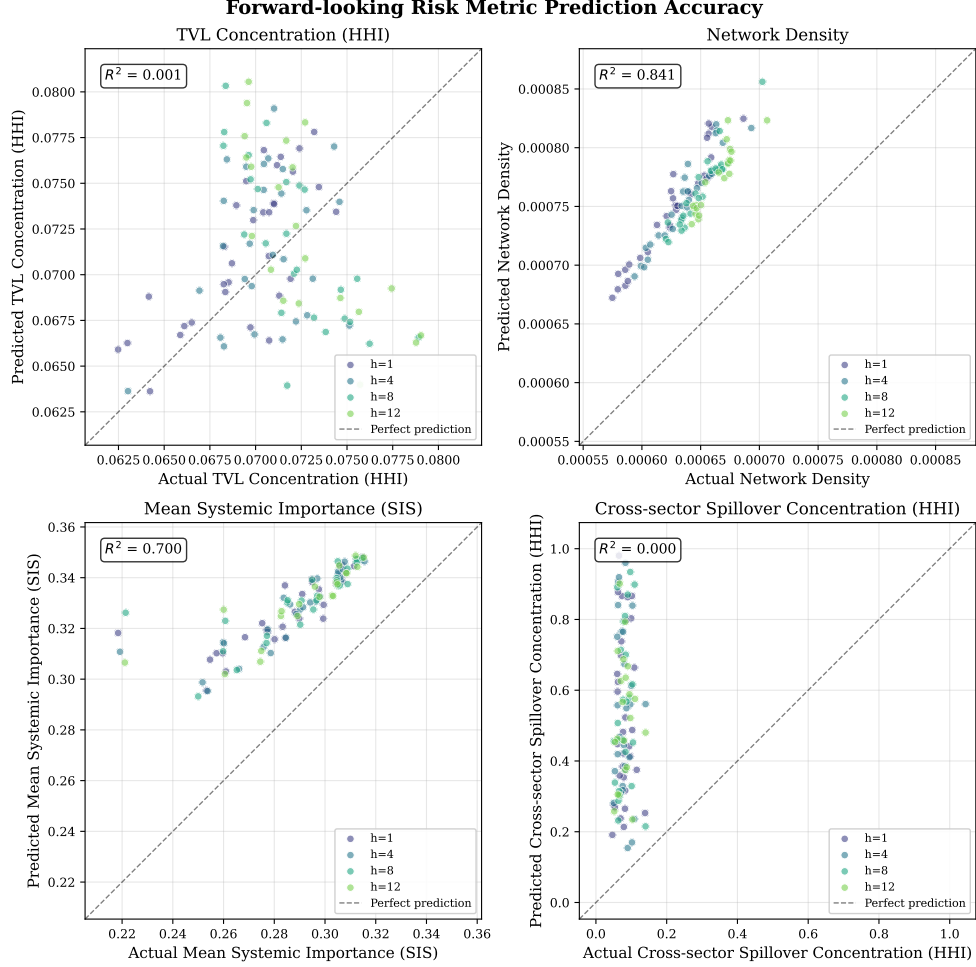 Forward-looking Risk Metric Prediction Accuracy
TVL Concentration (HHI)
R² = 0.001
Predicted TVL Concentration (HHI)
0.0800
0.0775
0.0750
0.0725
0.0700
0.0675
0.0650
0.0625
h=1
h=4
h=8
h=12
Perfect prediction
0.0625 0.0650 0.0675 0.0700 0.0725 0.0750 0.0775 0.0800
Actual TVL Concentration (HHI)
Network Density
R² = 0.841
Predicted Network Density
0.00085
0.00080
0.00075
0.00070
0.00065
0.00060
0.00055
h=1
h=4
h=8
h=12
Perfect prediction
0.00055 0.00060 0.00065 0.00070 0.00075 0.00080 0.00085
Actual Network Density
Mean Systemic Importance (SIS)
R² = 0.700
Predicted Mean Systemic Importance (SIS)
0.36
0.34
0.32
0.30
0.28
0.26
0.24
0.22
h=1
h=4
h=8
h=12
Perfect prediction
0.22 0.24 0.26 0.28 0.30 0.32 0.34 0.36
Actual Mean Systemic Importance (SIS)
Cross-sector Spillover Concentration (HHI)
R² = 0.000
Predicted Cross-sector Spillover Concentration (HHI)
1.0
0.8
0.6
0.4
0.2
0.0
h=1
h=4
h=8
h=12
Perfect prediction
0.0 0.2 0.4 0.6 0.8 1.0
Actual Cross-sector Spillover Concentration (HHI)